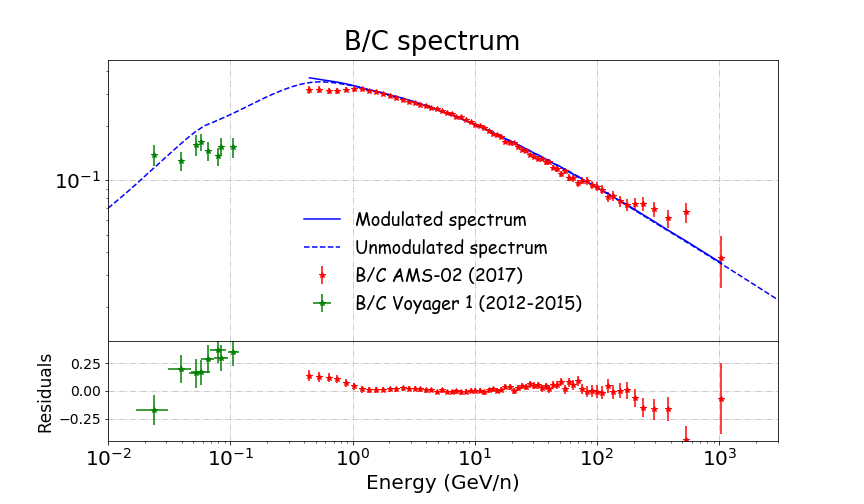 B/C spectrum
10⁻¹
Modulated spectrum
Unmodulated spectrum
B/C AMS-02 (2017)
B/C Voyager 1 (2012-2015)
Residuals
0.25
0.00
−0.25
10⁻² 10⁻¹ 10⁰ 10¹ 10² 10³
Energy (GeV/n)